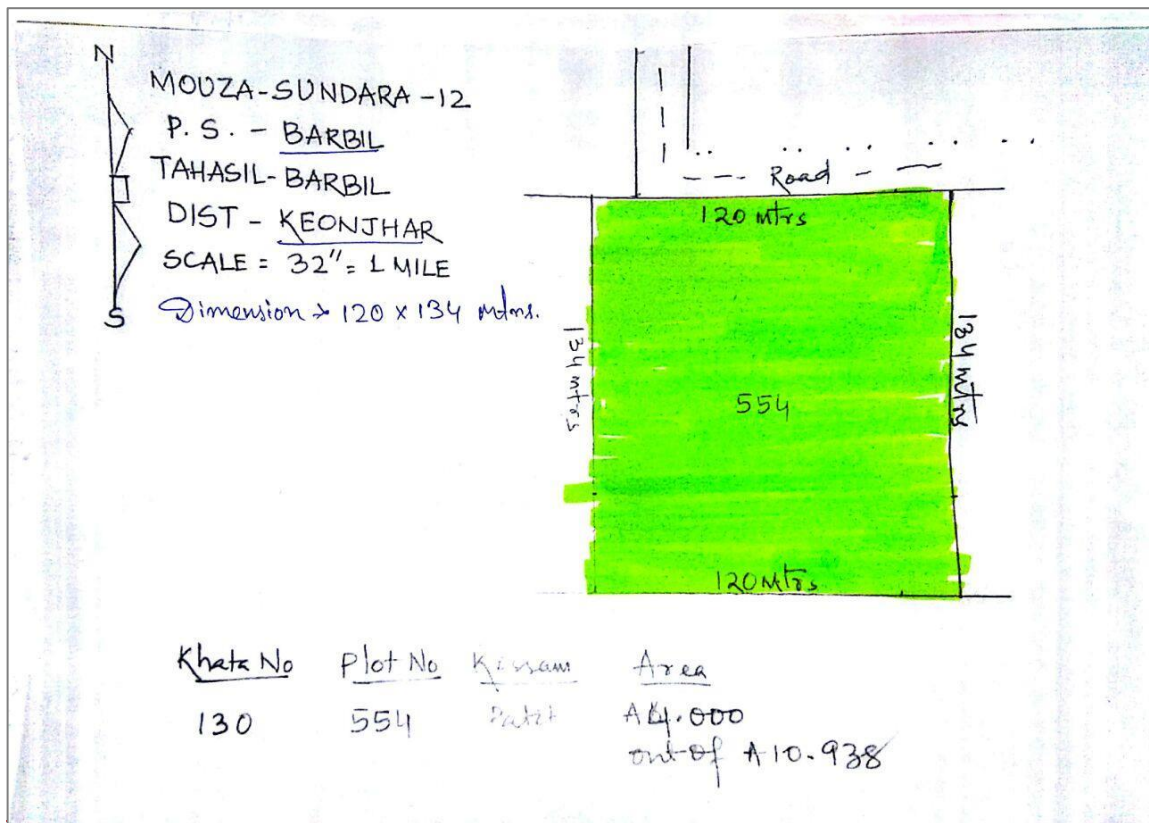 N
MOUZA-SUNDARA-12
P. S. - BARBIL
TAHASIL-BARBIL
DIST - KEONJHAR
SCALE = 32" = 1 MILE
S
Dimension → 120 x 134 mtrs.
--- Road - —
120 mtrs
134 mtrs
134 mtrs
554
120 Mtrs
Khata No Plot No Kissam Area
130 554 Patit A4.000
out of A10.938